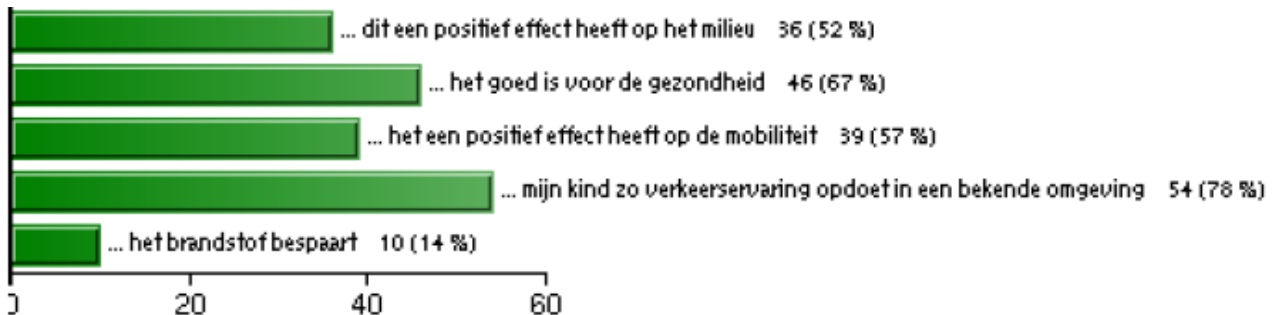 ... dit een positief effect heeft op het milieu 36 (52 %)
... het goed is voor de gezondheid 46 (67 %)
... het een positief effect heeft op de mobiliteit 39 (57 %)
... mijn kind zo verkeerservaring opdoet in een bekende omgeving 54 (78 %)
... het brandstof bespaart 10 (14 %)
0 20 40 60